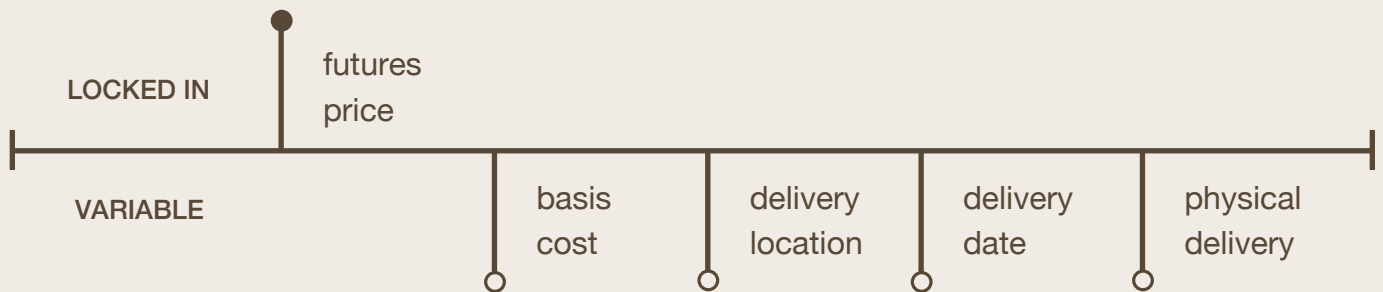 LOCKED IN
futures
price
VARIABLE
basis
cost
delivery
location
delivery
date
physical
delivery